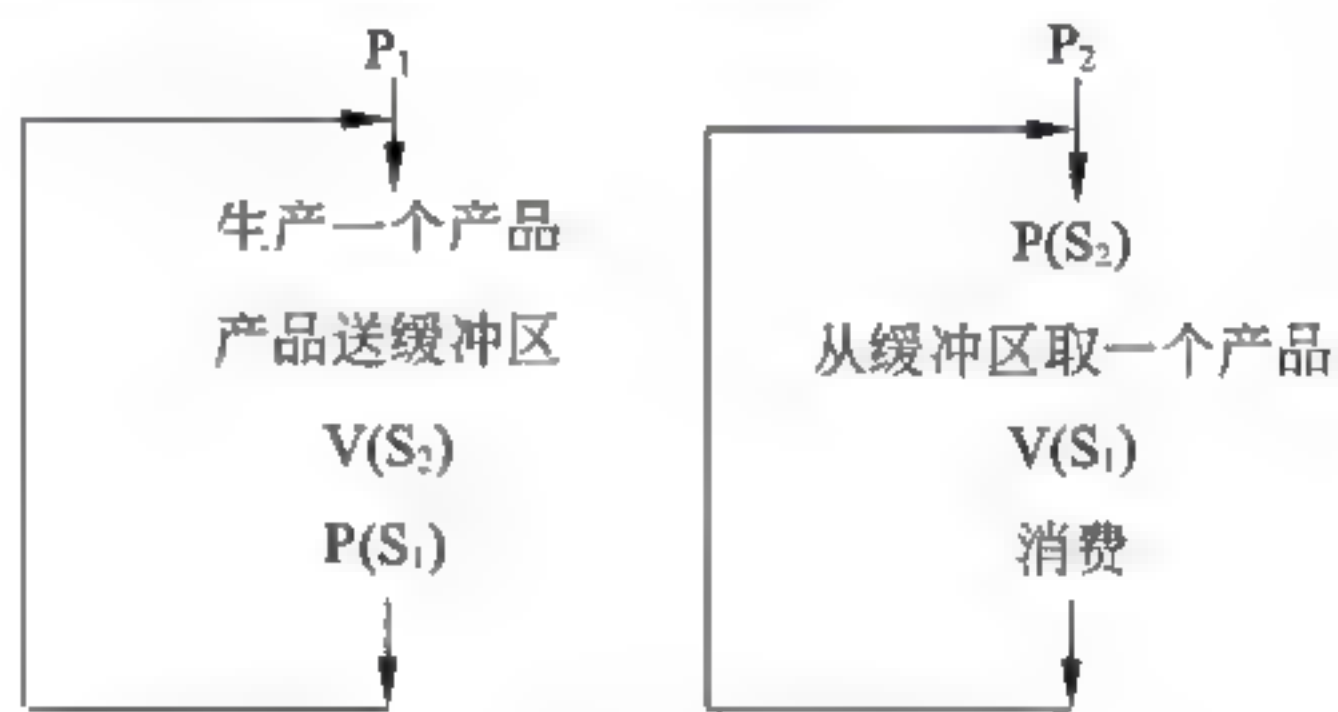 P₁
生产一个产品
产品送缓冲区
V(S₂)
P(S₁)
P₂
P(S₂)
从缓冲区取一个产品
V(S₁)
消费